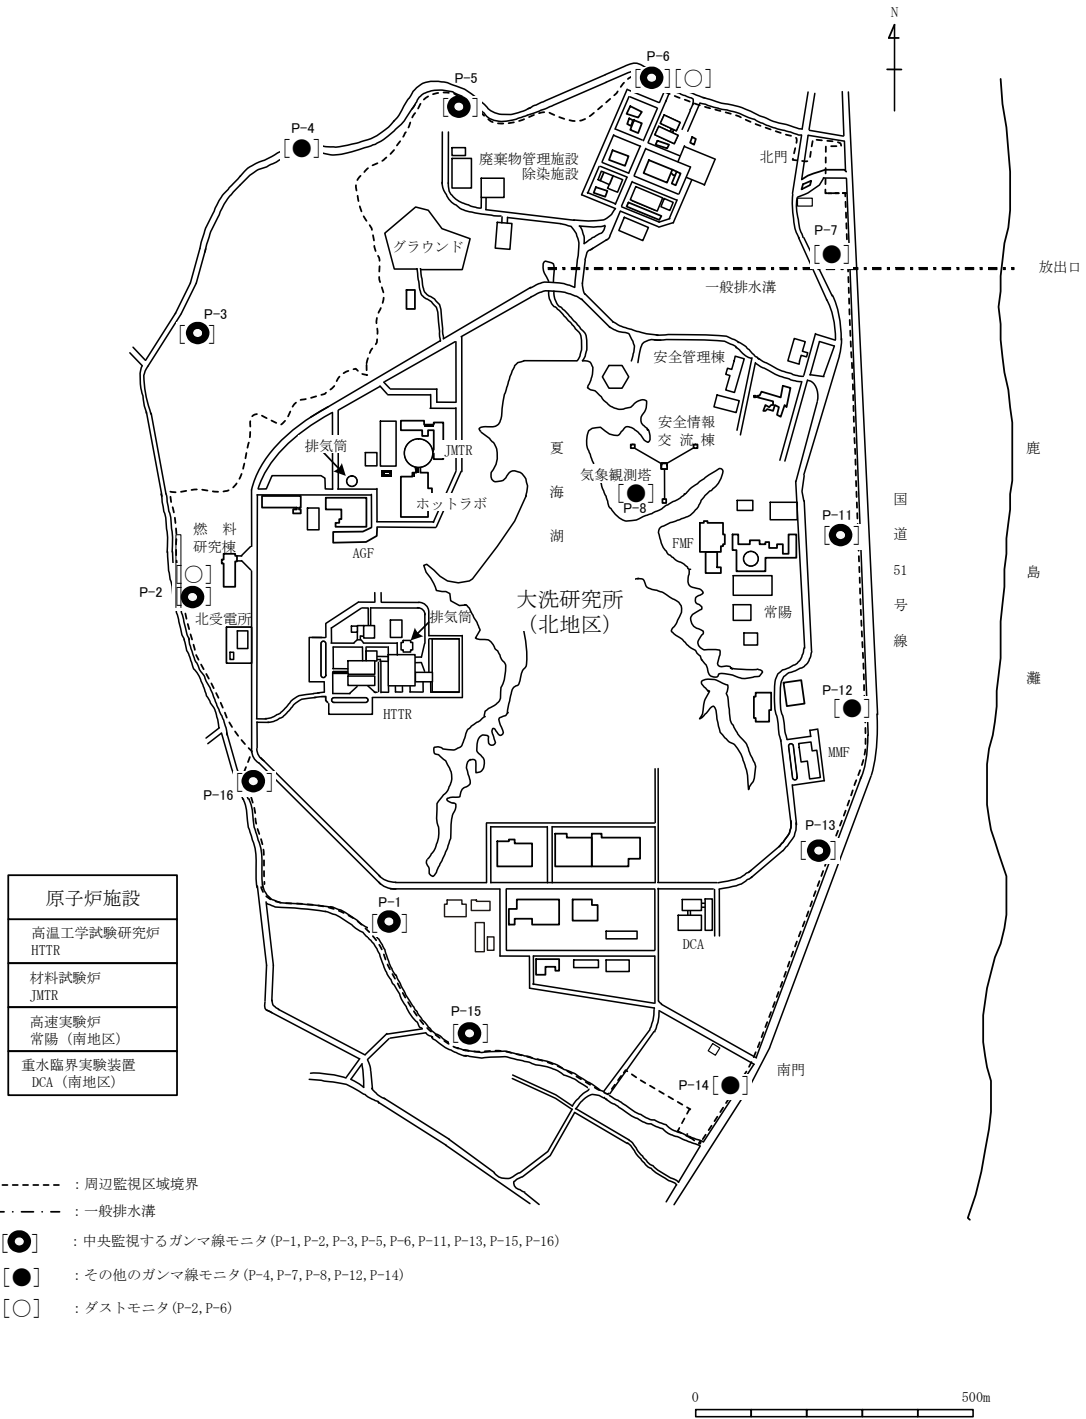 N
P-6
P-5
P-4
北門
廃棄物管理施設
除染施設
P-7
グラウンド
放出口
一般排水溝
P-3
安全管理棟
安全情報
交流棟
排気筒
JMTR
夏海湖
鹿島灘
気象観測塔
P-8
ホットラボ
国道51号線
P-11
燃料
研究棟
AGF
FMF
P-2
大洗研究所
(北地区)
常陽
北受電所
排気筒
P-12
HTTR
MMF
P-16
P-13
P-1
DCA
P-15
南門
P-14
原子炉施設
高温工学試験研究炉
HTTR
材料試験炉
JMTR
高速実験炉
常陽(南地区)
重水臨界実験装置
DCA(南地区)
:周辺監視区域境界
:一般排水溝
:中央監視するガンマ線モニタ(P-1,P-2,P-3,P-5,P-6,P-11,P-13,P-15,P-16)
:その他のガンマ線モニタ(P-4,P-7,P-8,P-12,P-14)
:ダストモニタ(P-2,P-6)
0 500m